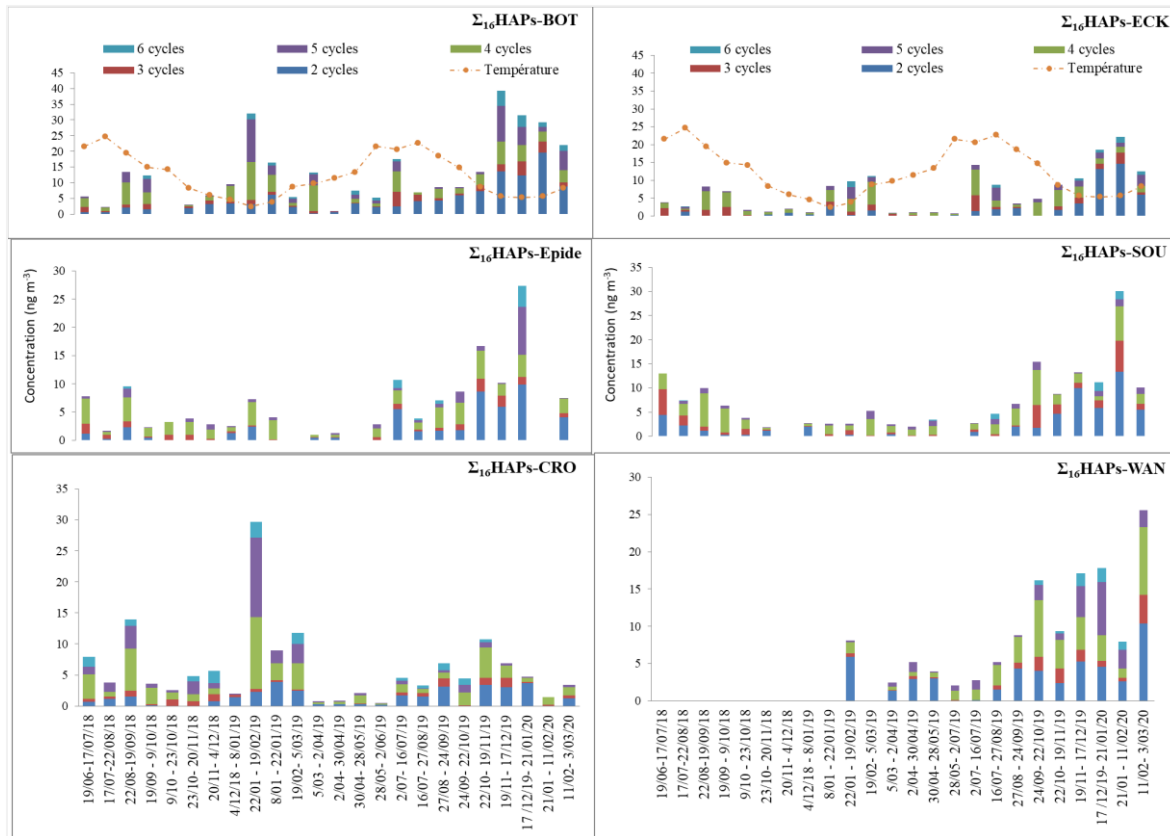 Σ16HAPs-BOT
6 cycles
5 cycles
4 cycles
3 cycles
2 cycles
Température
45
40
35
30
25
20
15
10
5
0
Σ16HAPs-ECK
6 cycles
5 cycles
4 cycles
3 cycles
2 cycles
Température
45
40
35
30
25
20
15
10
5
0
Σ16HAPs-Epide
Concentration (ng m-3)
30
25
20
15
10
5
0
Σ16HAPs-SOU
Concentration (ng m-3)
35
30
25
20
15
10
5
0
Σ16HAPs-CRO
35
30
25
20
15
10
5
0
19/06-17/07/18
17/07-22/08/18
22/08-19/09/18
19/09 - 9/10/18
9/10 - 23/10/18
23/10- 20/11/18
20/11- 4/12/18
4/12/18 - 8/01/19
22/01 - 19/02/19
8/01 - 22/01/19
19/02- 5/03/19
5/03 - 2/04/19
2/04- 30/04/19
30/04- 28/05/19
28/05 - 2/06/19
2/07- 16/07/19
16/07- 27/08/19
27/08 - 24/09/19
24/09- 22/10/19
22/10- 19/11/19
19/11- 17/12/19
17 /12/19- 21/01/20
21/01 - 11/02/20
11/02- 3/03/20
Σ16HAPs-WAN
30
25
20
15
10
5
0
19/06-17/07/18
17/07-22/08/18
22/08-19/09/18
19/09 - 9/10/18
9/10 - 23/10/18
23/10- 20/11/18
20/11- 4/12/18
4/12/18 - 8/01/19
8/01 - 22/01/19
22/01 - 19/02/19
19/02- 5/03/19
5/03 - 2/04/19
2/04- 30/04/19
30/04- 28/05/19
28/05- 2/07/19
2/07- 16/07/19
16/07- 27/08/19
27/08 - 24/09/19
24/09- 22/10/19
22/10- 19/11/19
19/11- 17/12/19
17 /12/19- 21/01/20
21/01 - 11/02/20
11/02- 3/03/20